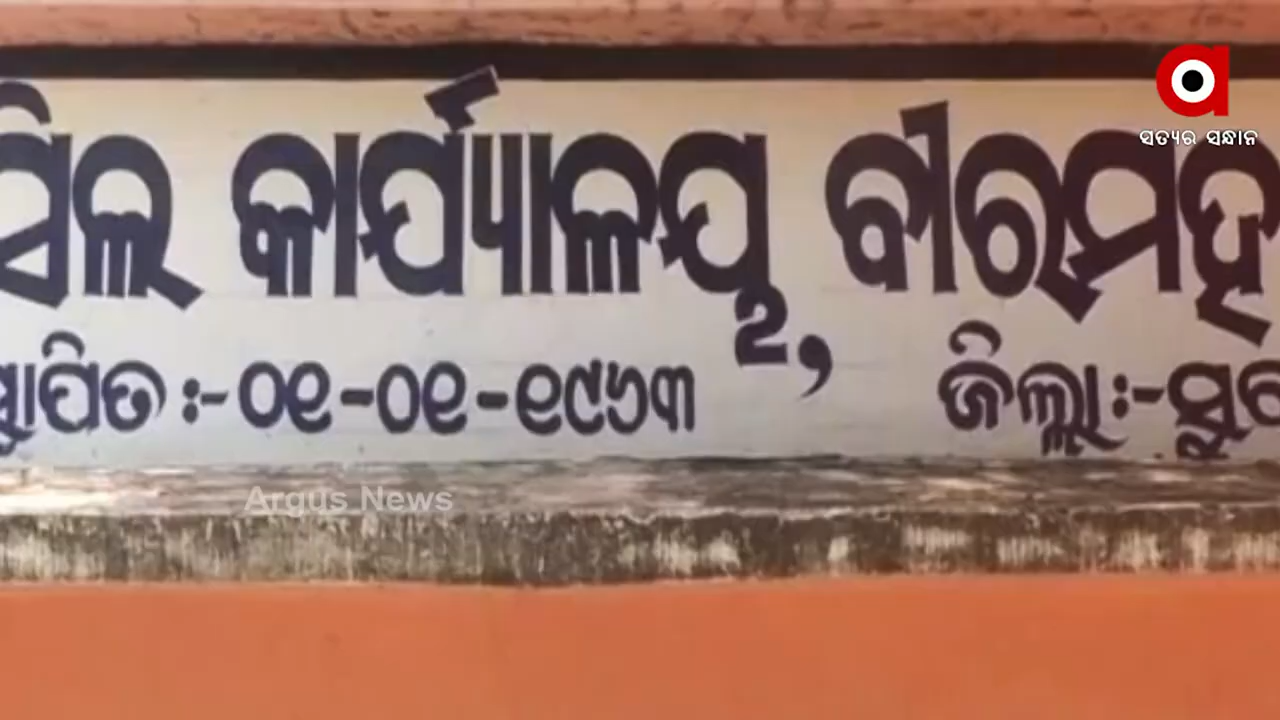 ସତ୍ୟର ସନ୍ଧାନ
ସିଲ କାର୍ଯ୍ୟାଳୟ, ବୀରମହ
ସ୍ଥାପିତ :- ୦୧-୦୧-୧୯୬୩ ଜିଲ୍ଲା:-
Argus News